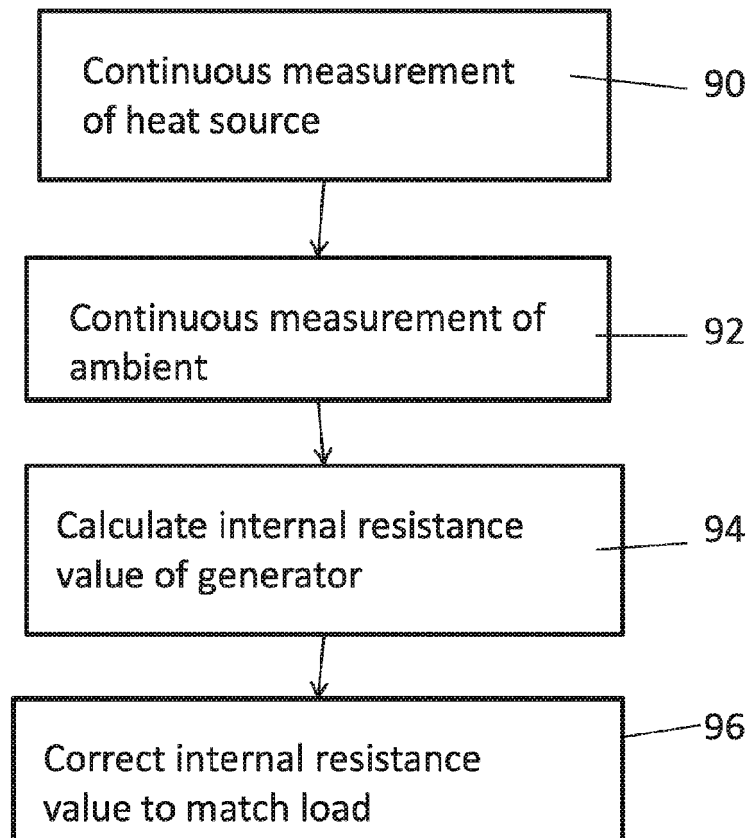 Continuous measurement
of heat source
90
Continuous measurement of
ambient
92
Calculate internal resistance
value of generator
94
Correct internal resistance
value to match load
96